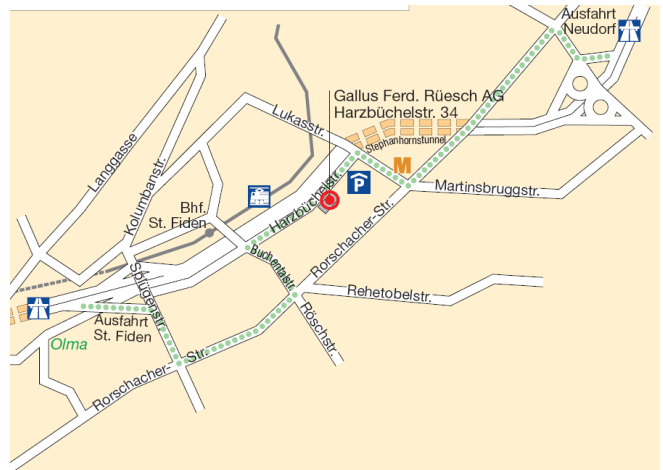 Ausfahrt
Neudorf
Gallus Ferd. Rüesch AG
Harzbüchelstr. 34
Lukasstr.
Stephanhornstunnel
M
Langgasse
Kolumbanstr.
P
Martinsbruggstr.
Bhf.
St. Fiden
Harzbüchelstr.
Rorschacher-Str.
Buchentalstr.
Splügenstr.
Rehetobelstr.
Röschstr.
Ausfahrt
St. Fiden
Olma
Rorschacher- Str.